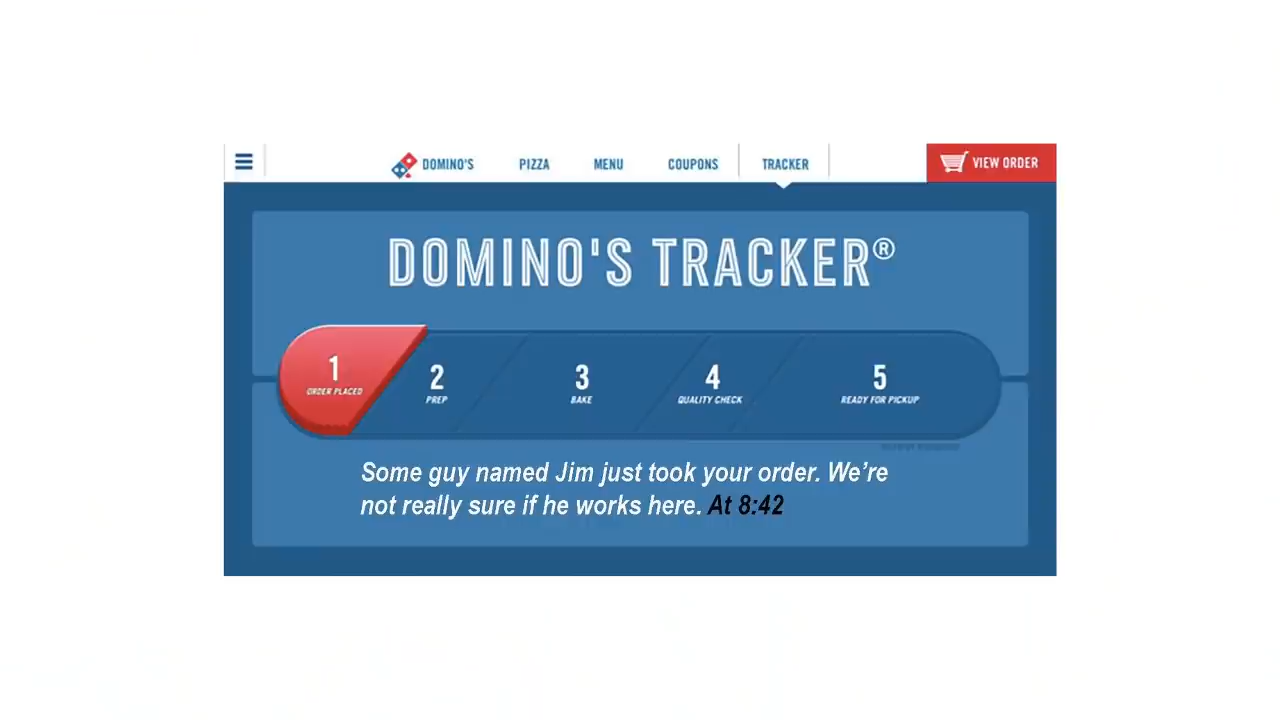 DOMINO'S PIZZA MENU COUPONS TRACKER VIEW ORDER
DOMINO'S TRACKER®
1 2 3 4 5
ORDER PLACED PREP BAKE QUALITY CHECK READY FOR PICKUP
Some guy named Jim just took your order. We’re
not really sure if he works here. At 8:42